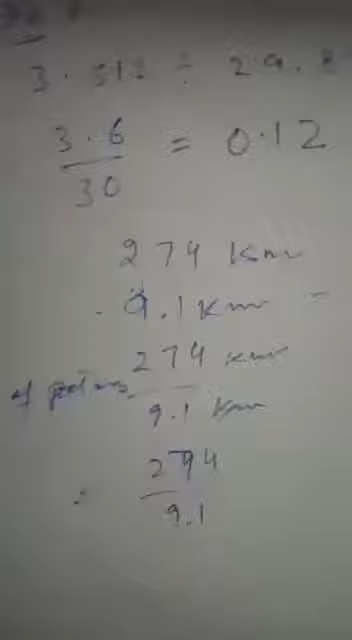 3.512 ÷ 29.8
3.6
30
= 0.12
274 Km
9.1 Km =
274 Km
9.1 Km
274
9.1